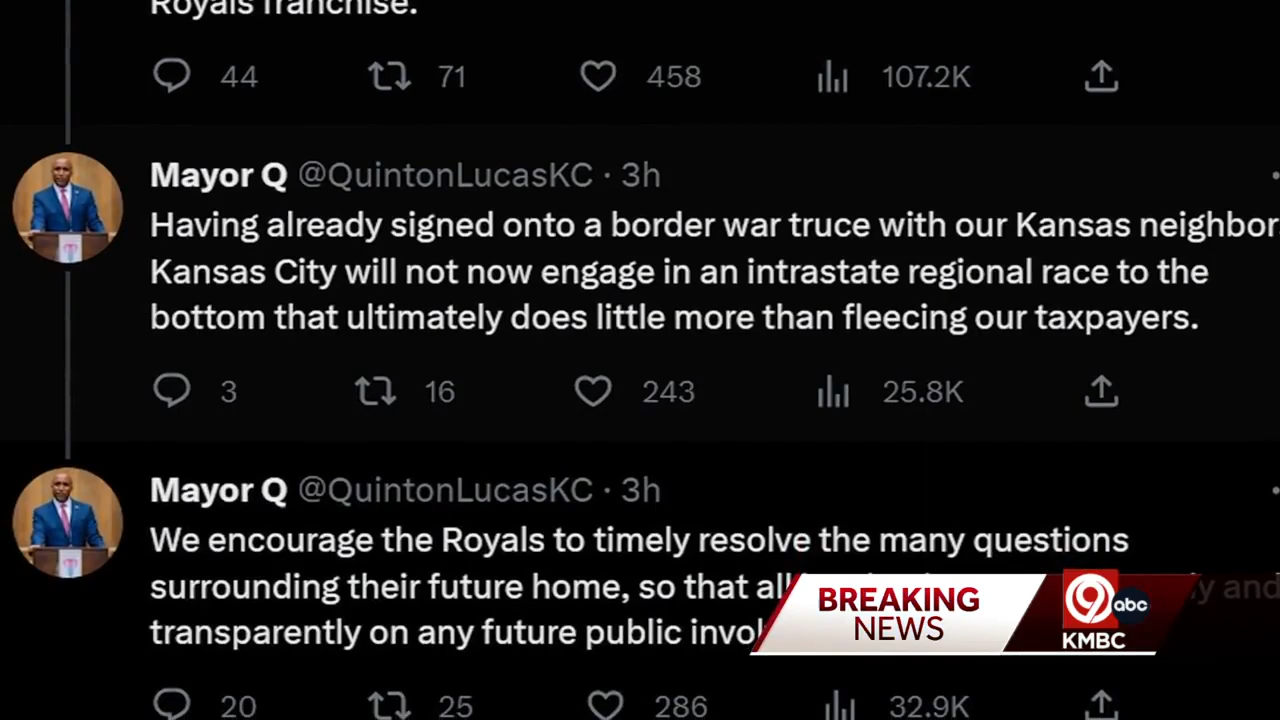 Royals franchise.
44 71 458 107.2K
Mayor Q @QuintonLucasKC · 3h
Having already signed onto a border war truce with our Kansas neighbor
Kansas City will not now engage in an intrastate regional race to the
bottom that ultimately does little more than fleecing our taxpayers.
3 16 243 25.8K
Mayor Q @QuintonLucasKC · 3h
We encourage the Royals to timely resolve the many questions
surrounding their future home, so that all and
transparently on any future public
BREAKING
NEWS
9 abc
KMBC
20 25 286 32.9K